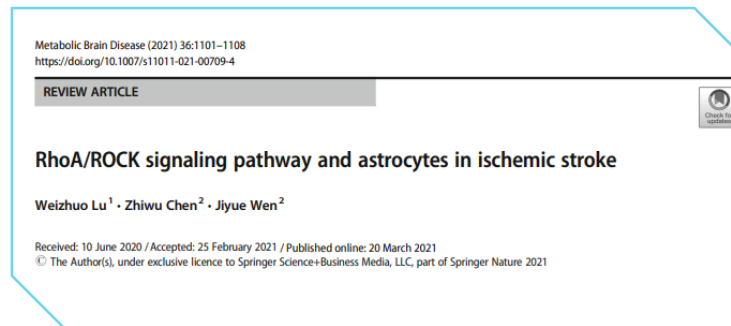 Metabolic Brain Disease (2021) 36:1101–1108
https://doi.org/10.1007/s11011-021-00709-4
REVIEW ARTICLE
Check for
updates
RhoA/ROCK signaling pathway and astrocytes in ischemic stroke
Weizhuo Lu1 · Zhiwu Chen2 · Jiyue Wen2
Received: 10 June 2020 / Accepted: 25 February 2021 / Published online: 20 March 2021
© The Author(s), under exclusive licence to Springer Science+Business Media, LLC, part of Springer Nature 2021